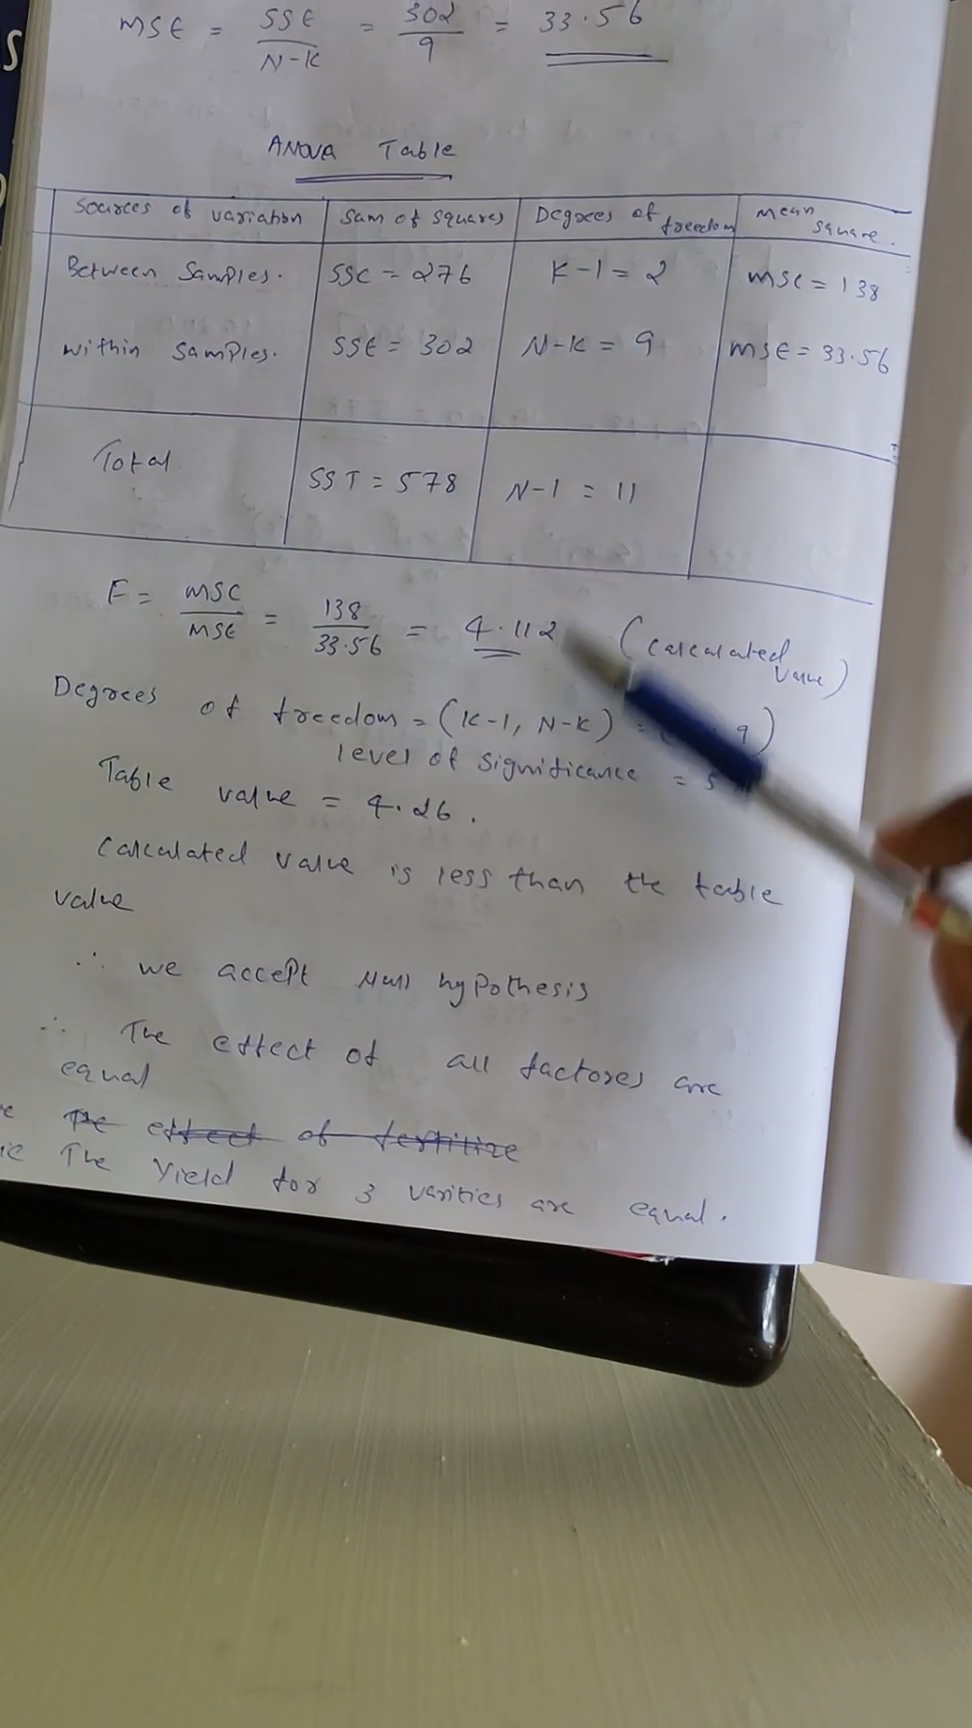 MSE = SSE / N-K = 302 / 9 = 33.56
ANOVA Table
Sources of variation | Sum of squares | Degrees of freedom | Mean square.
Between Samples. | SSC = 276 | K-1 = 2 | MSC = 138
Within Samples. | SSE = 302 | N-K = 9 | MSE = 33.56
Total | SST = 578 | N-1 = 11
F = MSC / MSE = 138 / 33.56 = 4.112 (Calculated Value)
Degrees of freedom = (K-1, N-K) = ( 9)
level of significance = 5
Table value = 4.26.
Calculated value is less than the table
value
∴ we accept Null hypothesis
∴ The effect of all factores are
equal
The effect of fertilize
ie The Yield for 3 varities are equal.